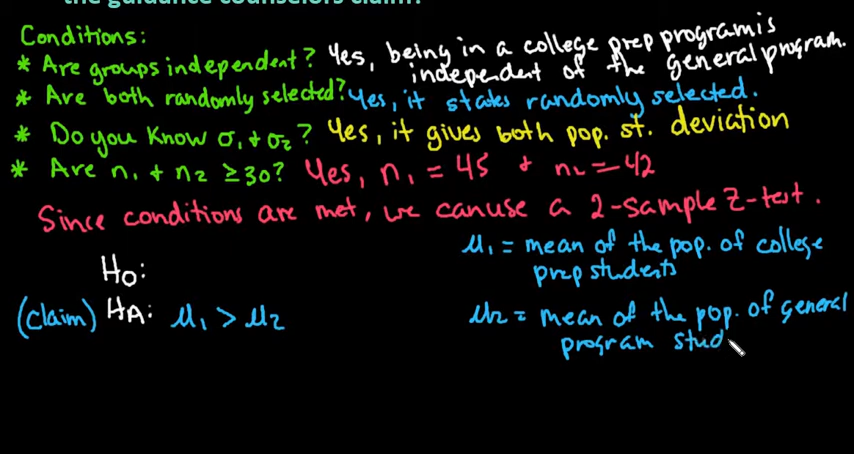 the guidance counselors claim?
Conditions:
* Are groups independent? Yes, being in a college prep program is
independent of the general program.
* Are both randomly selected? Yes, it states randomly selected.
* Do you know σ₁ + σ₂? Yes, it gives both pop. st. deviation
* Are n₁ + n₂ ≥30? Yes, n₁ = 45 + n₂ = 42
Since conditions are met, we can use a 2-sample Z-test.
H₀:
(claim) HA: μ₁ > μ₂
μ₁ = mean of the pop. of college
prep students
μ₂ = mean of the pop. of general
program stud